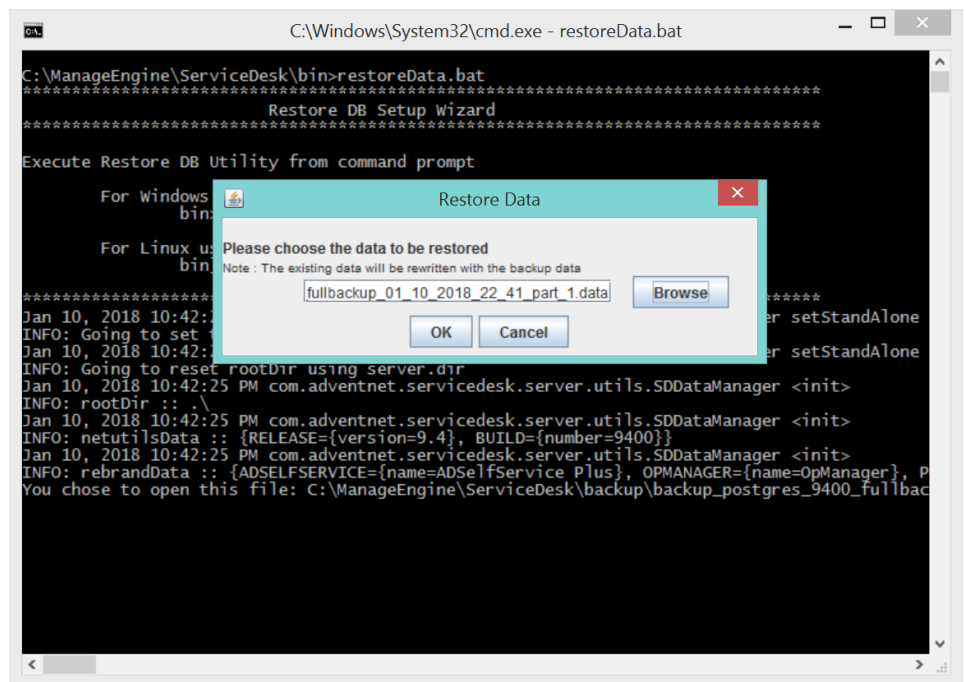 C:\Windows\System32\cmd.exe - restoreData.bat
C:\ManageEngine\ServiceDesk\bin>restoreData.bat
*********************************************************************************
Restore DB Setup Wizard
*********************************************************************************
Execute Restore DB Utility from command prompt
For Windows
bin>
For Linux us
bin]
Restore Data
Please choose the data to be restored
Note : The existing data will be rewritten with the backup data
fullbackup_01_10_2018_22_41_part_1.data
Browse
OK
Cancel
Jan 10, 2018 10:42: er setStandAlone
INFO: Going to set
Jan 10, 2018 10:42: er setStandAlone
INFO: Going to reset rootDir using server.dir
Jan 10, 2018 10:42:25 PM com.adventnet.servicedesk.server.utils.SDDataManager <init>
INFO: rootDir :: .\
Jan 10, 2018 10:42:25 PM com.adventnet.servicedesk.server.utils.SDDataManager <init>
INFO: netutilsData :: {RELEASE={version=9.4}, BUILD={number=9400}}
Jan 10, 2018 10:42:25 PM com.adventnet.servicedesk.server.utils.SDDataManager <init>
INFO: rebrandData :: {ADSELFSERVICE={name=ADSelfService Plus}, OPMANAGER={name=OpManager}, P
You chose to open this file: C:\ManageEngine\ServiceDesk\backup\backup_postgres_9400_fullbac